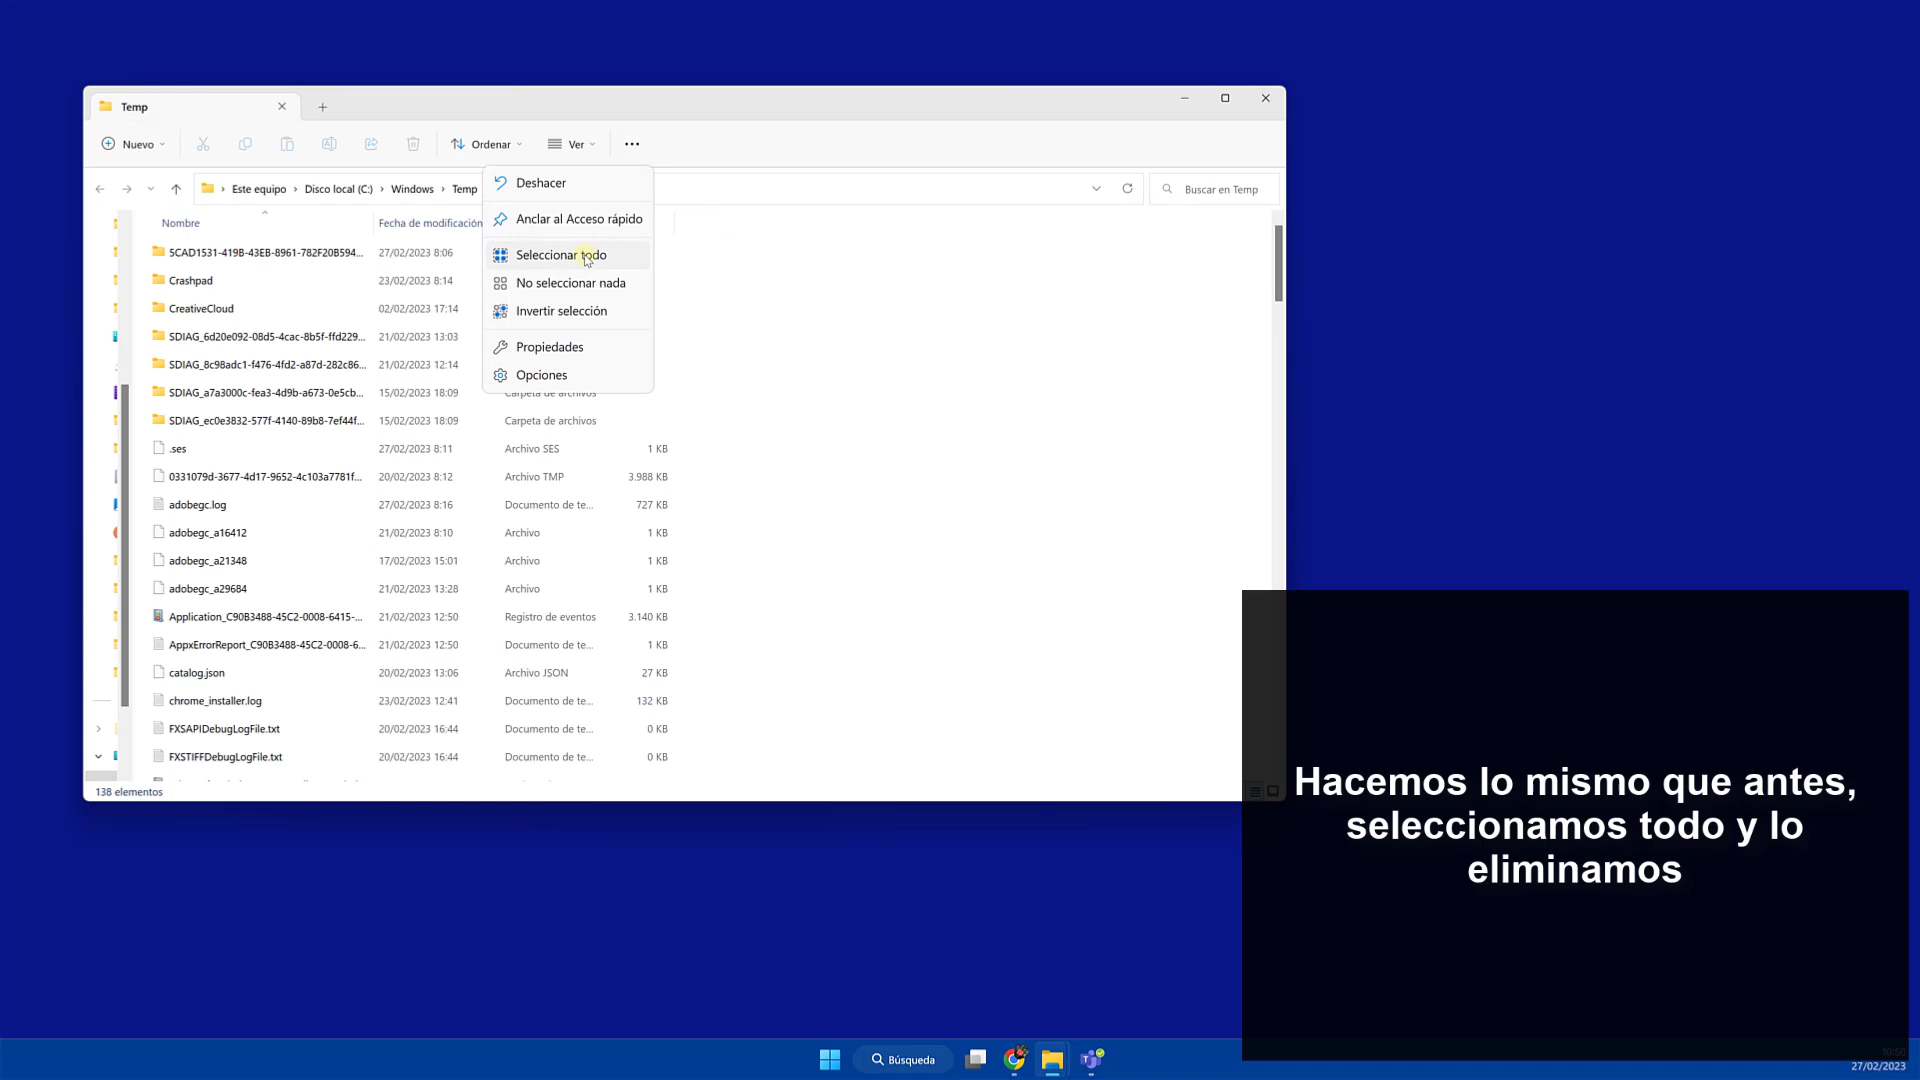 Temp
Nuevo
Ordenar
Ver
Este equipo > Disco local (C:) > Windows > Temp
Buscar en Temp
Deshacer
Anclar al Acceso rápido
Seleccionar todo
No seleccionar nada
Invertir selección
Propiedades
Opciones
Nombre Fecha de modificación
5CAD1531-419B-43EB-8961-782F20B594... 27/02/2023 8:06
Crashpad 23/02/2023 8:14
CreativeCloud 02/02/2023 17:14
SDIAG_6d20e092-08d5-4cac-8b5f-ffd229... 21/02/2023 13:03
SDIAG_8c98adc1-f476-4fd2-a87d-282c86... 21/02/2023 12:14
SDIAG_a7a3000c-fea3-4d9b-a673-0e5cb... 15/02/2023 18:09 Carpeta de archivos
SDIAG_ec0e3832-577f-4140-89b8-7ef44f... 15/02/2023 18:09 Carpeta de archivos
.ses 27/02/2023 8:11 Archivo SES 1 KB
0331079d-3677-4d17-9652-4c103a7781f... 20/02/2023 8:12 Archivo TMP 3.988 KB
adobegc.log 27/02/2023 8:16 Documento de te... 727 KB
adobegc_a16412 21/02/2023 8:10 Archivo 1 KB
adobegc_a21348 17/02/2023 15:01 Archivo 1 KB
adobegc_a29684 21/02/2023 13:28 Archivo 1 KB
Application_C90B3488-45C2-0008-6415-... 21/02/2023 12:50 Registro de eventos 3.140 KB
AppxErrorReport_C90B3488-45C2-0008-6... 21/02/2023 12:50 Documento de te... 1 KB
catalog.json 20/02/2023 13:06 Archivo JSON 27 KB
chrome_installer.log 23/02/2023 12:41 Documento de te... 132 KB
FXSAPIDebugLogFile.txt 20/02/2023 16:44 Documento de te... 0 KB
FXSTIFFDebugLogFile.txt 20/02/2023 16:44 Documento de te... 0 KB
138 elementos
Hacemos lo mismo que antes,
seleccionamos todo y lo
eliminamos
Búsqueda
27/02/2023